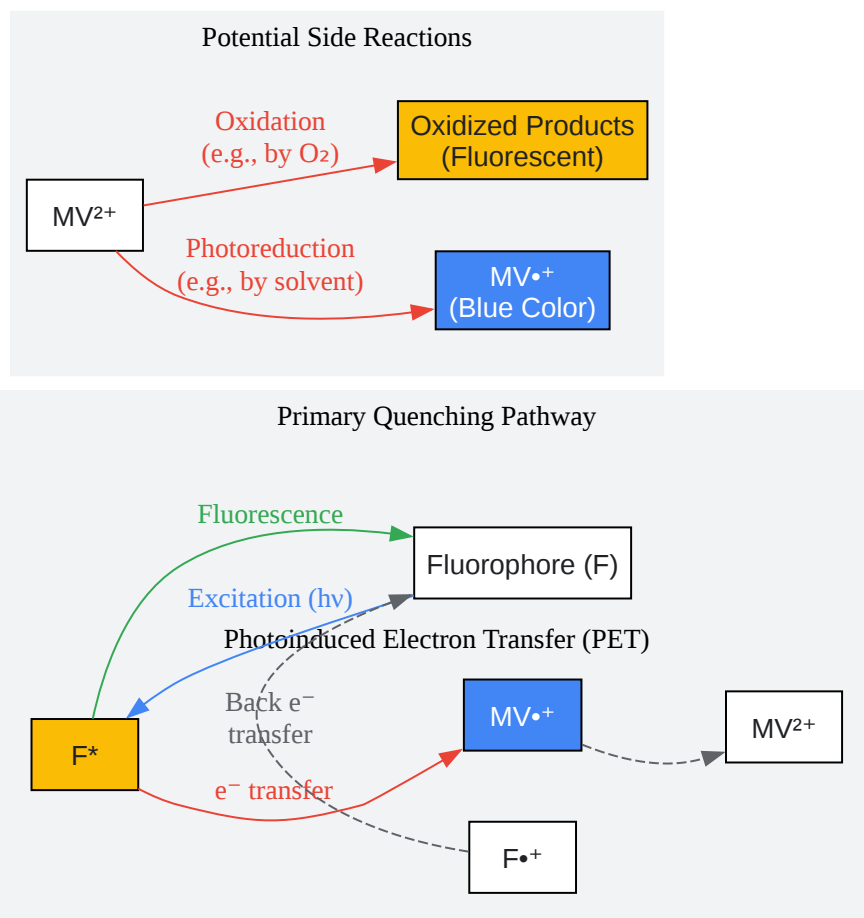 Potential Side Reactions
Oxidation
(e.g., by O₂)
Oxidized Products
(Fluorescent)
MV²⁺
Photoreduction
(e.g., by solvent)
MV•⁺
(Blue Color)
Primary Quenching Pathway
Fluorescence
Fluorophore (F)
Excitation (hν)
Photoinduced Electron Transfer (PET)
Back e⁻
transfer
MV•⁺
MV²⁺
F*
e⁻ transfer
F•⁺